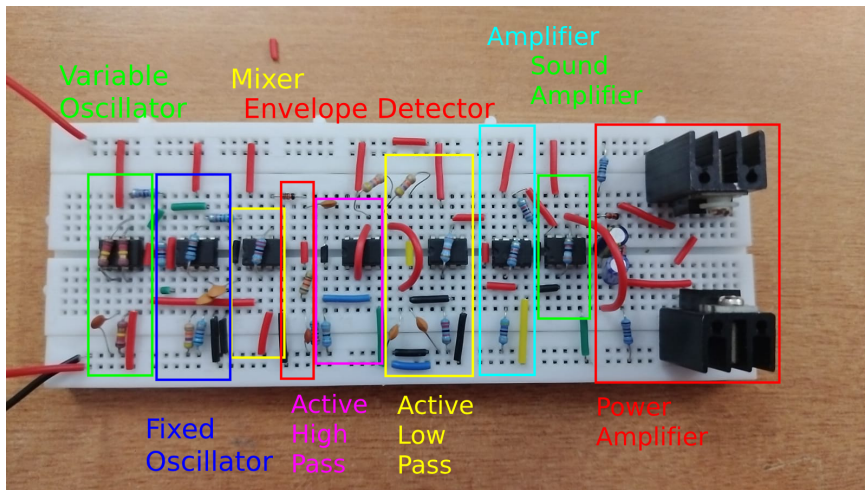 Amplifier
Variable
Oscillator
Mixer
Sound
Amplifier
Envelope Detector
Fixed
Oscillator
Active
High
Pass
Active
Low
Pass
Power
Amplifier